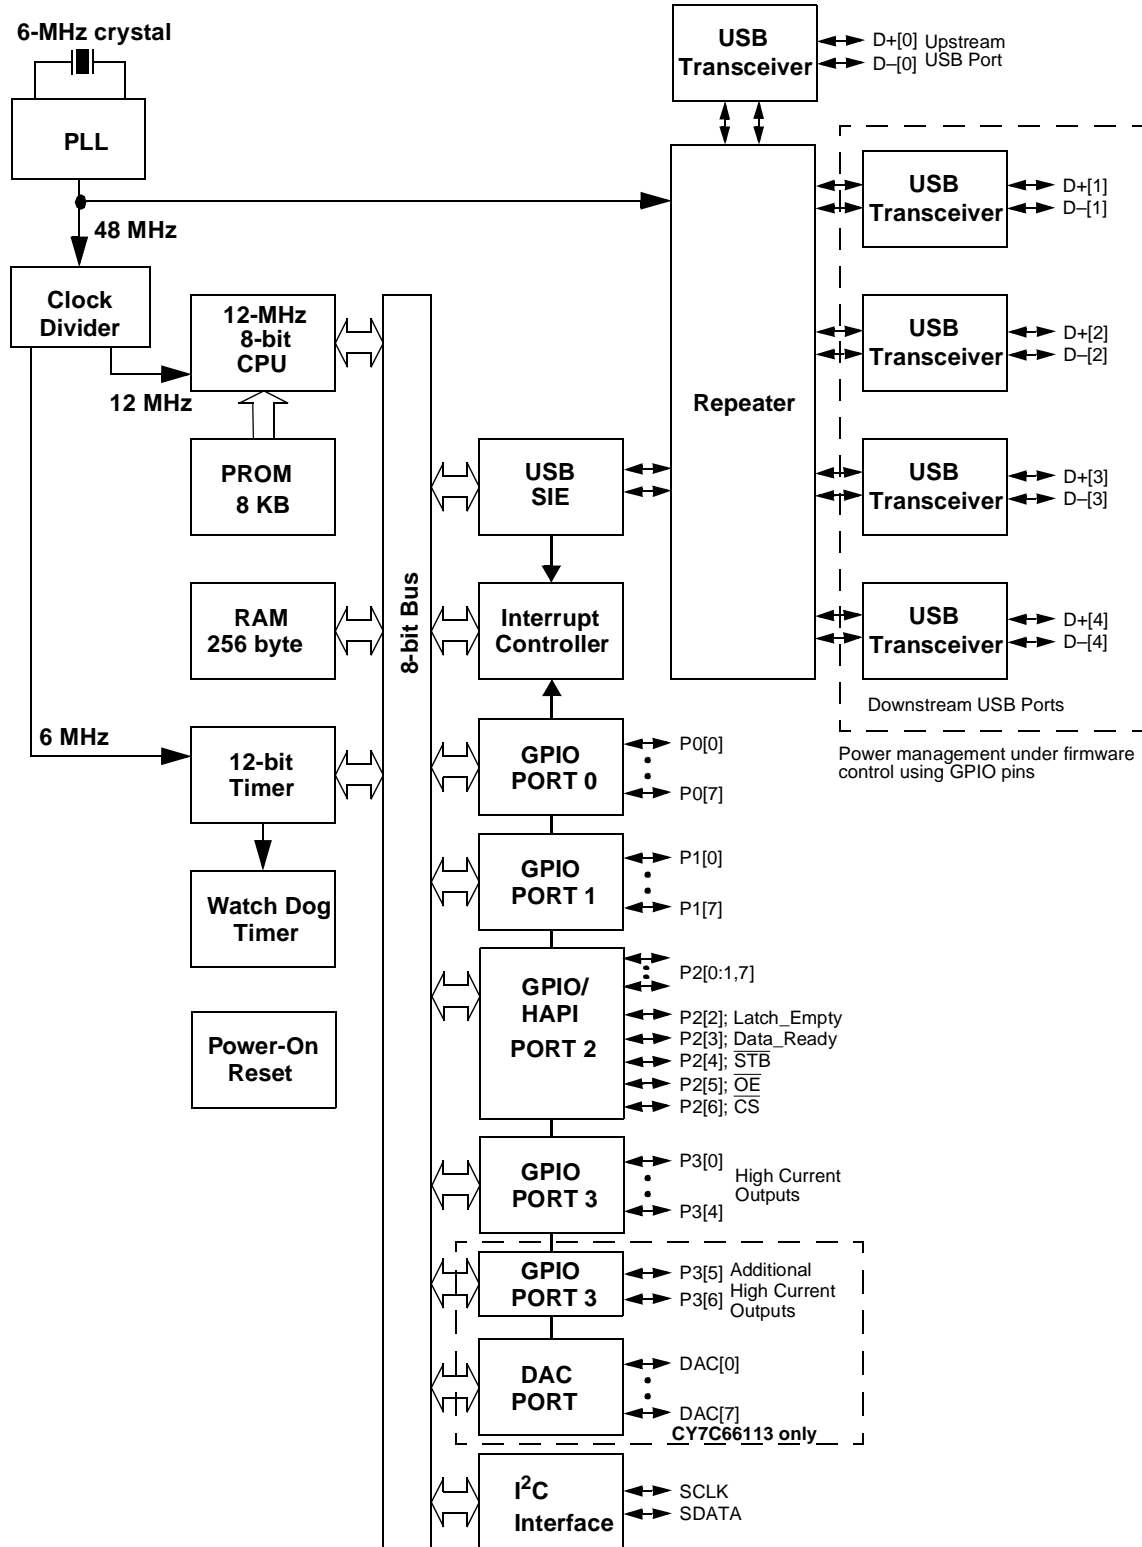 6-MHz crystal
PLL
48 MHz
Clock
Divider
12-MHz
8-bit
CPU
12 MHz
PROM
8 KB
RAM
256 byte
6 MHz
12-bit
Timer
Watch Dog
Timer
Power-On
Reset
8-bit Bus
USB
Transceiver
D+[0] Upstream
D–[0] USB Port
Repeater
USB
Transceiver
D+[1]
D–[1]
USB
Transceiver
D+[2]
D–[2]
USB
Transceiver
D+[3]
D–[3]
USB
Transceiver
D+[4]
D–[4]
Downstream USB Ports
Power management under firmware
control using GPIO pins
USB
SIE
Interrupt
Controller
GPIO
PORT 0
P0[0]
P0[7]
GPIO
PORT 1
P1[0]
P1[7]
GPIO/
HAPI
PORT 2
P2[0:1,7]
P2[2]; Latch_Empty
P2[3]; Data_Ready
P2[4]; S̅T̅B̅
P2[5]; O̅E̅
P2[6]; C̅S̅
GPIO
PORT 3
P3[0]
P3[4]
High Current
Outputs
GPIO
PORT 3
P3[5] Additional
P3[6] High Current
Outputs
DAC
PORT
DAC[0]
DAC[7]
CY7C66113 only
I²C
Interface
SCLK
SDATA